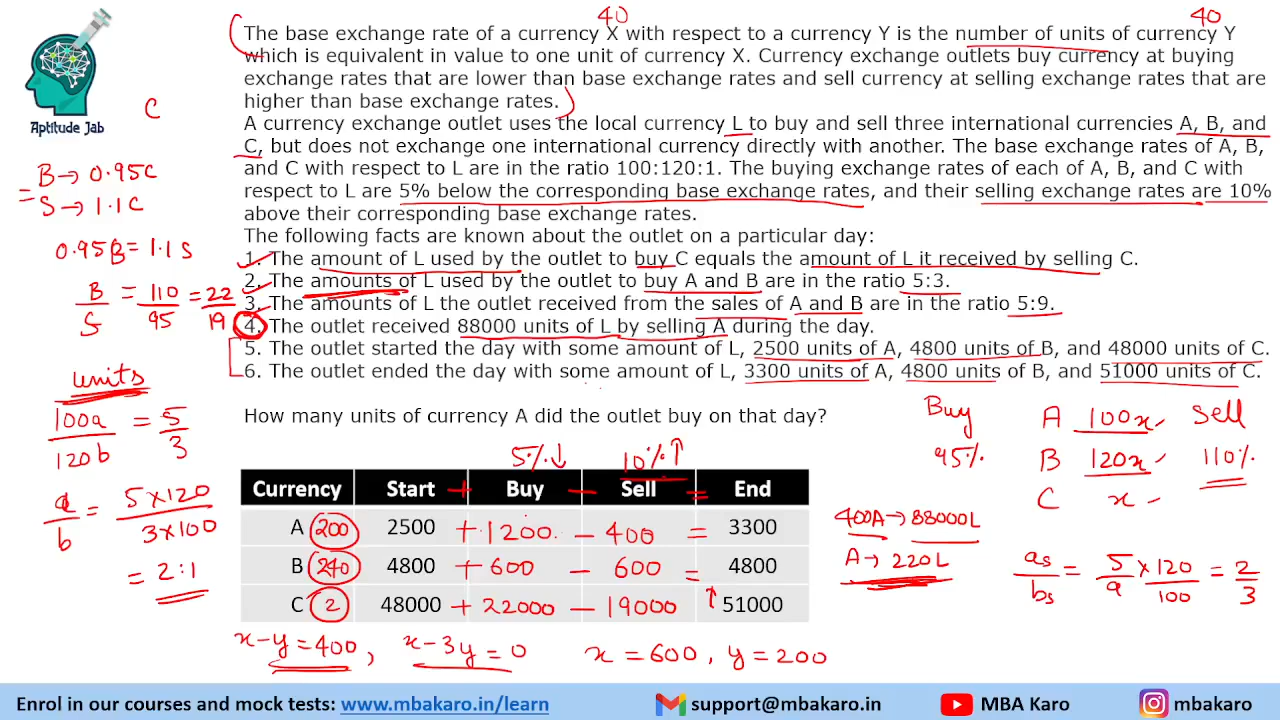 40 40
The base exchange rate of a currency X with respect to a currency Y is the number of units of currency Y
which is equivalent in value to one unit of currency X. Currency exchange outlets buy currency at buying
exchange rates that are lower than base exchange rates and sell currency at selling exchange rates that are
higher than base exchange rates.
A currency exchange outlet uses the local currency L to buy and sell three international currencies A, B, and
C, but does not exchange one international currency directly with another. The base exchange rates of A, B,
and C with respect to L are in the ratio 100:120:1. The buying exchange rates of each of A, B, and C with
respect to L are 5% below the corresponding base exchange rates, and their selling exchange rates are 10%
above their corresponding base exchange rates.
The following facts are known about the outlet on a particular day:
1. The amount of L used by the outlet to buy C equals the amount of L it received by selling C.
2. The amounts of L used by the outlet to buy A and B are in the ratio 5:3.
3. The amounts of L the outlet received from the sales of A and B are in the ratio 5:9.
4. The outlet received 88000 units of L by selling A during the day.
5. The outlet started the day with some amount of L, 2500 units of A, 4800 units of B, and 48000 units of C.
6. The outlet ended the day with some amount of L, 3300 units of A, 4800 units of B, and 51000 units of C.
How many units of currency A did the outlet buy on that day?
Aptitude Jab
C
B→ 0.95C
= S→ 1.1C
0.95B = 1.1S
B/S = 110/95 = 22/19
units
100a/120b = 5/3
a/b = 5×120/3×100
= 2:1
Buy A 100x Sell
95% B 120x 110%
C x
5%↓ 10%↑
Currency Start + Buy − Sell = End
A 200 2500 + 1200 − 400 = 3300
B 240 4800 + 600 − 600 = 4800
C 2 48000 + 22000 − 19000 ↑ 51000
400A→88000L
A→220L
as/bs = 5/9 × 120/100 = 2/3
x−y=400, x−3y=0 x=600, y=200
Enrol in our courses and mock tests: www.mbakaro.in/learn support@mbakaro.in MBA Karo mbakaro